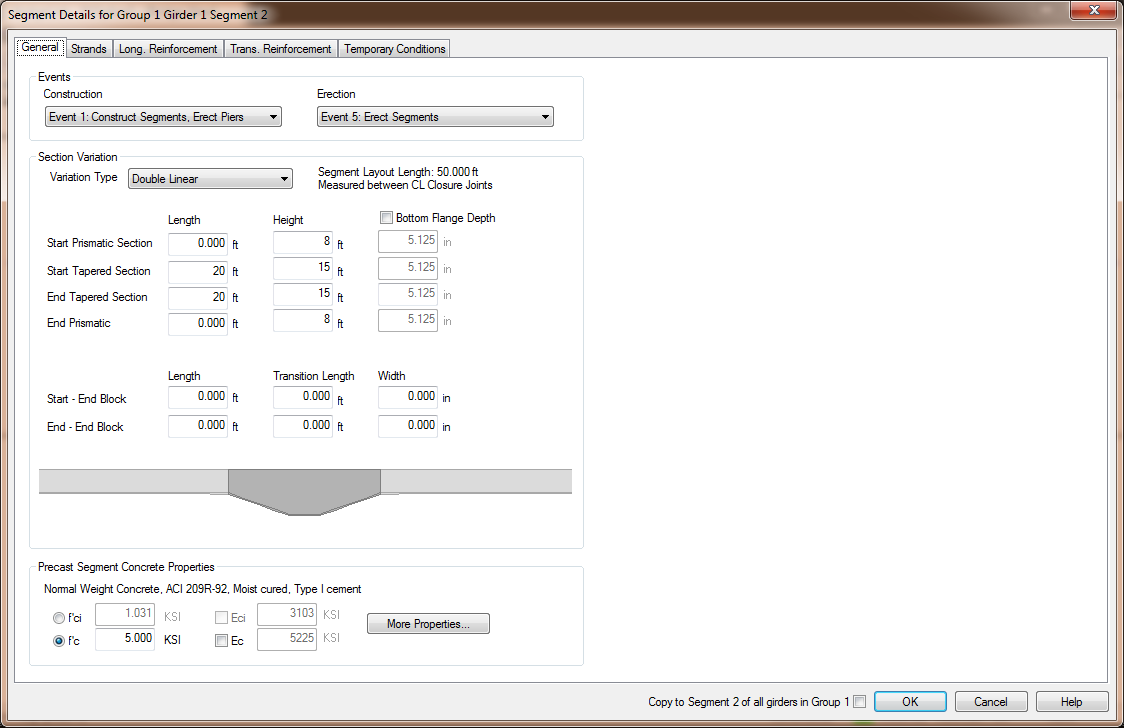 Segment Details for Group 1 Girder 1 Segment 2
General Strands Long. Reinforcement Trans. Reinforcement Temporary Conditions
Events
Construction Erection
Event 1: Construct Segments, Erect Piers Event 5: Erect Segments
Section Variation
Variation Type Double Linear Segment Layout Length: 50.000 ft
Measured between CL Closure Joints
Length Height Bottom Flange Depth
Start Prismatic Section 0.000 ft 8 ft 5.125 in
Start Tapered Section 20 ft 15 ft 5.125 in
End Tapered Section 20 ft 15 ft 5.125 in
End Prismatic 0.000 ft 8 ft 5.125 in
Length Transition Length Width
Start - End Block 0.000 ft 0.000 ft 0.000 in
End - End Block 0.000 ft 0.000 ft 0.000 in
Precast Segment Concrete Properties
Normal Weight Concrete, ACI 209R-92, Moist cured, Type I cement
f'ci 1.031 KSI Eci 3103 KSI
f'c 5.000 KSI Ec 5225 KSI
More Properties...
Copy to Segment 2 of all girders in Group 1 OK Cancel Help